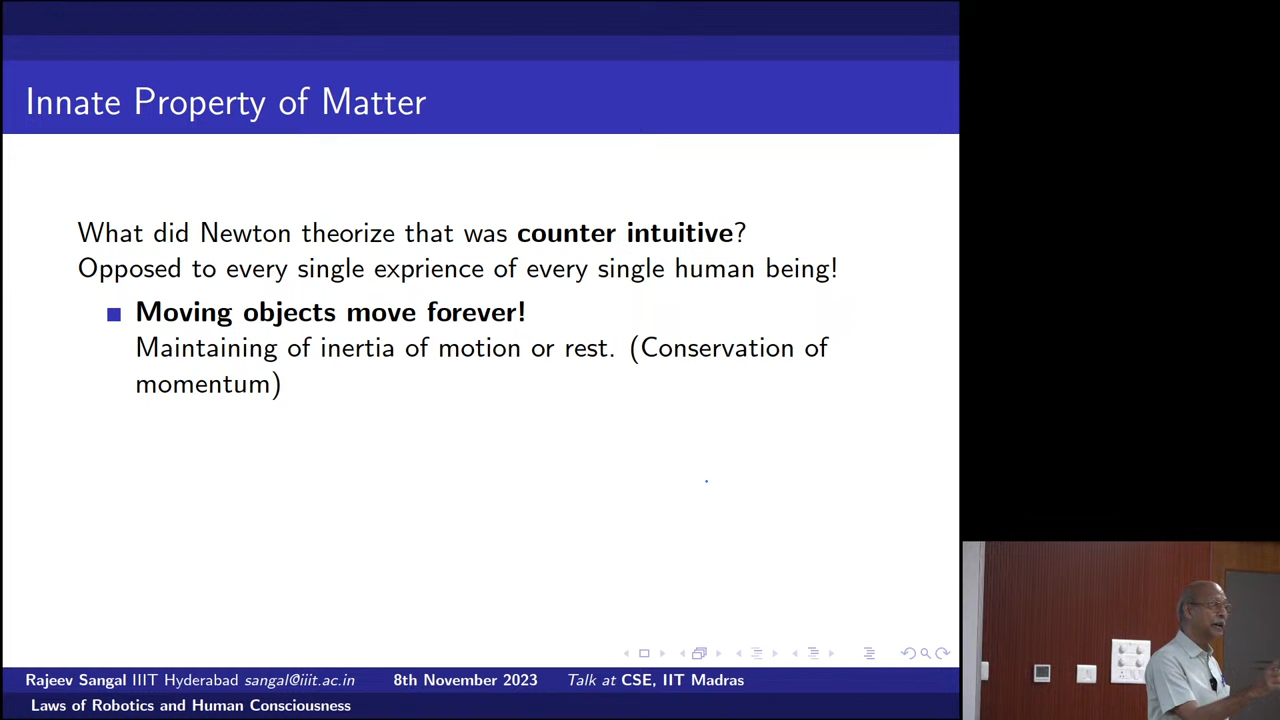 Innate Property of Matter
What did Newton theorize that was counter intuitive?
Opposed to every single exprience of every single human being!
Moving objects move forever!
Maintaining of inertia of motion or rest. (Conservation of
momentum)
Rajeev Sangal IIIT Hyderabad sangal@iiit.ac.in 8th November 2023 Talk at CSE, IIT Madras
Laws of Robotics and Human Consciousness